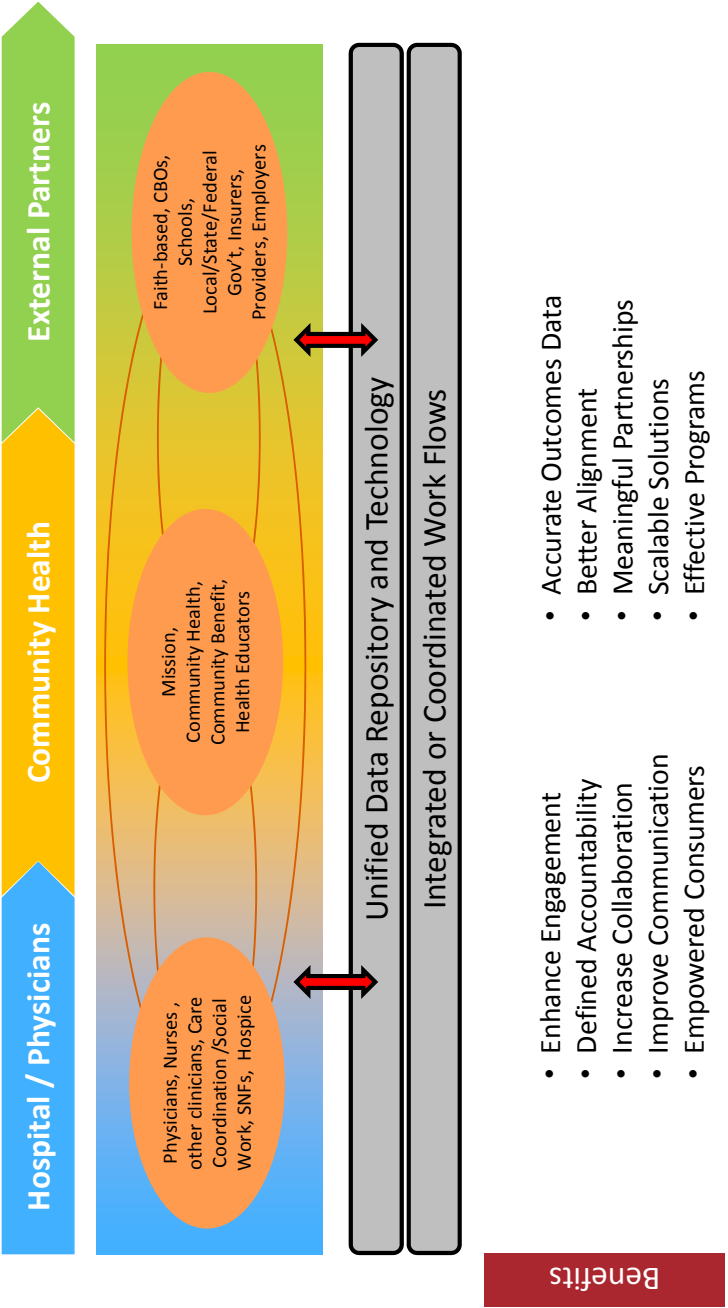 Hospital / Physicians
Community Health
External Partners
Physicians, Nurses ,
other clinicians, Care
Coordination /Social
Work, SNFs, Hospice
Mission,
Community Health,
Community Benefit,
Health Educators
Faith-based, CBOs,
Schools,
Local/State/Federal
Gov't, Insurers,
Providers, Employers
Unified Data Repository and Technology
Integrated or Coordinated Work Flows
Benefits
• Enhance Engagement
• Defined Accountability
• Increase Collaboration
• Improve Communication
• Empowered Consumers
• Accurate Outcomes Data
• Better Alignment
• Meaningful Partnerships
• Scalable Solutions
• Effective Programs